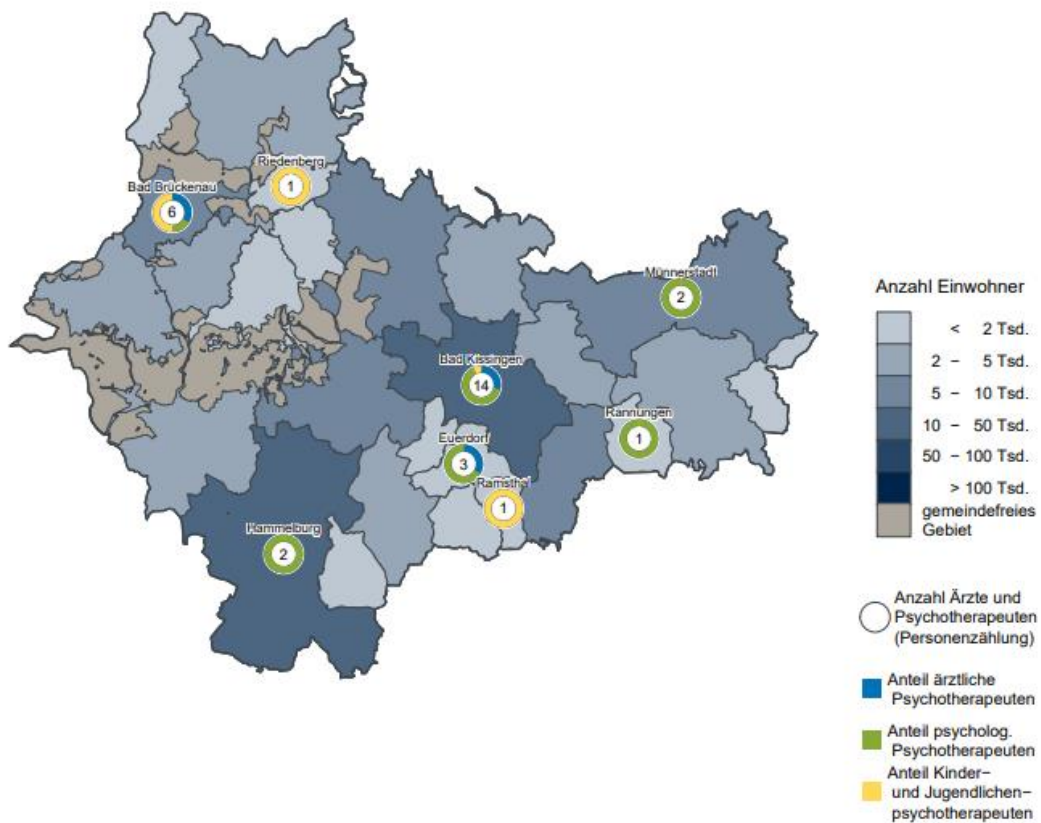 Riedenberg
1
Bad Brückenau
6
Münnerstadt
2
Bad Kissingen
14
Rannungen
1
Euerdorf
3
Ramsthal
1
Hammelburg
2
Anzahl Einwohner
< 2 Tsd.
2 − 5 Tsd.
5 − 10 Tsd.
10 − 50 Tsd.
50 − 100 Tsd.
> 100 Tsd.
gemeindefreies
Gebiet
Anzahl Ärzte und
Psychotherapeuten
(Personenzählung)
Anteil ärztliche
Psychotherapeuten
Anteil psycholog.
Psychotherapeuten
Anteil Kinder−
und Jugendlichen−
psychotherapeuten